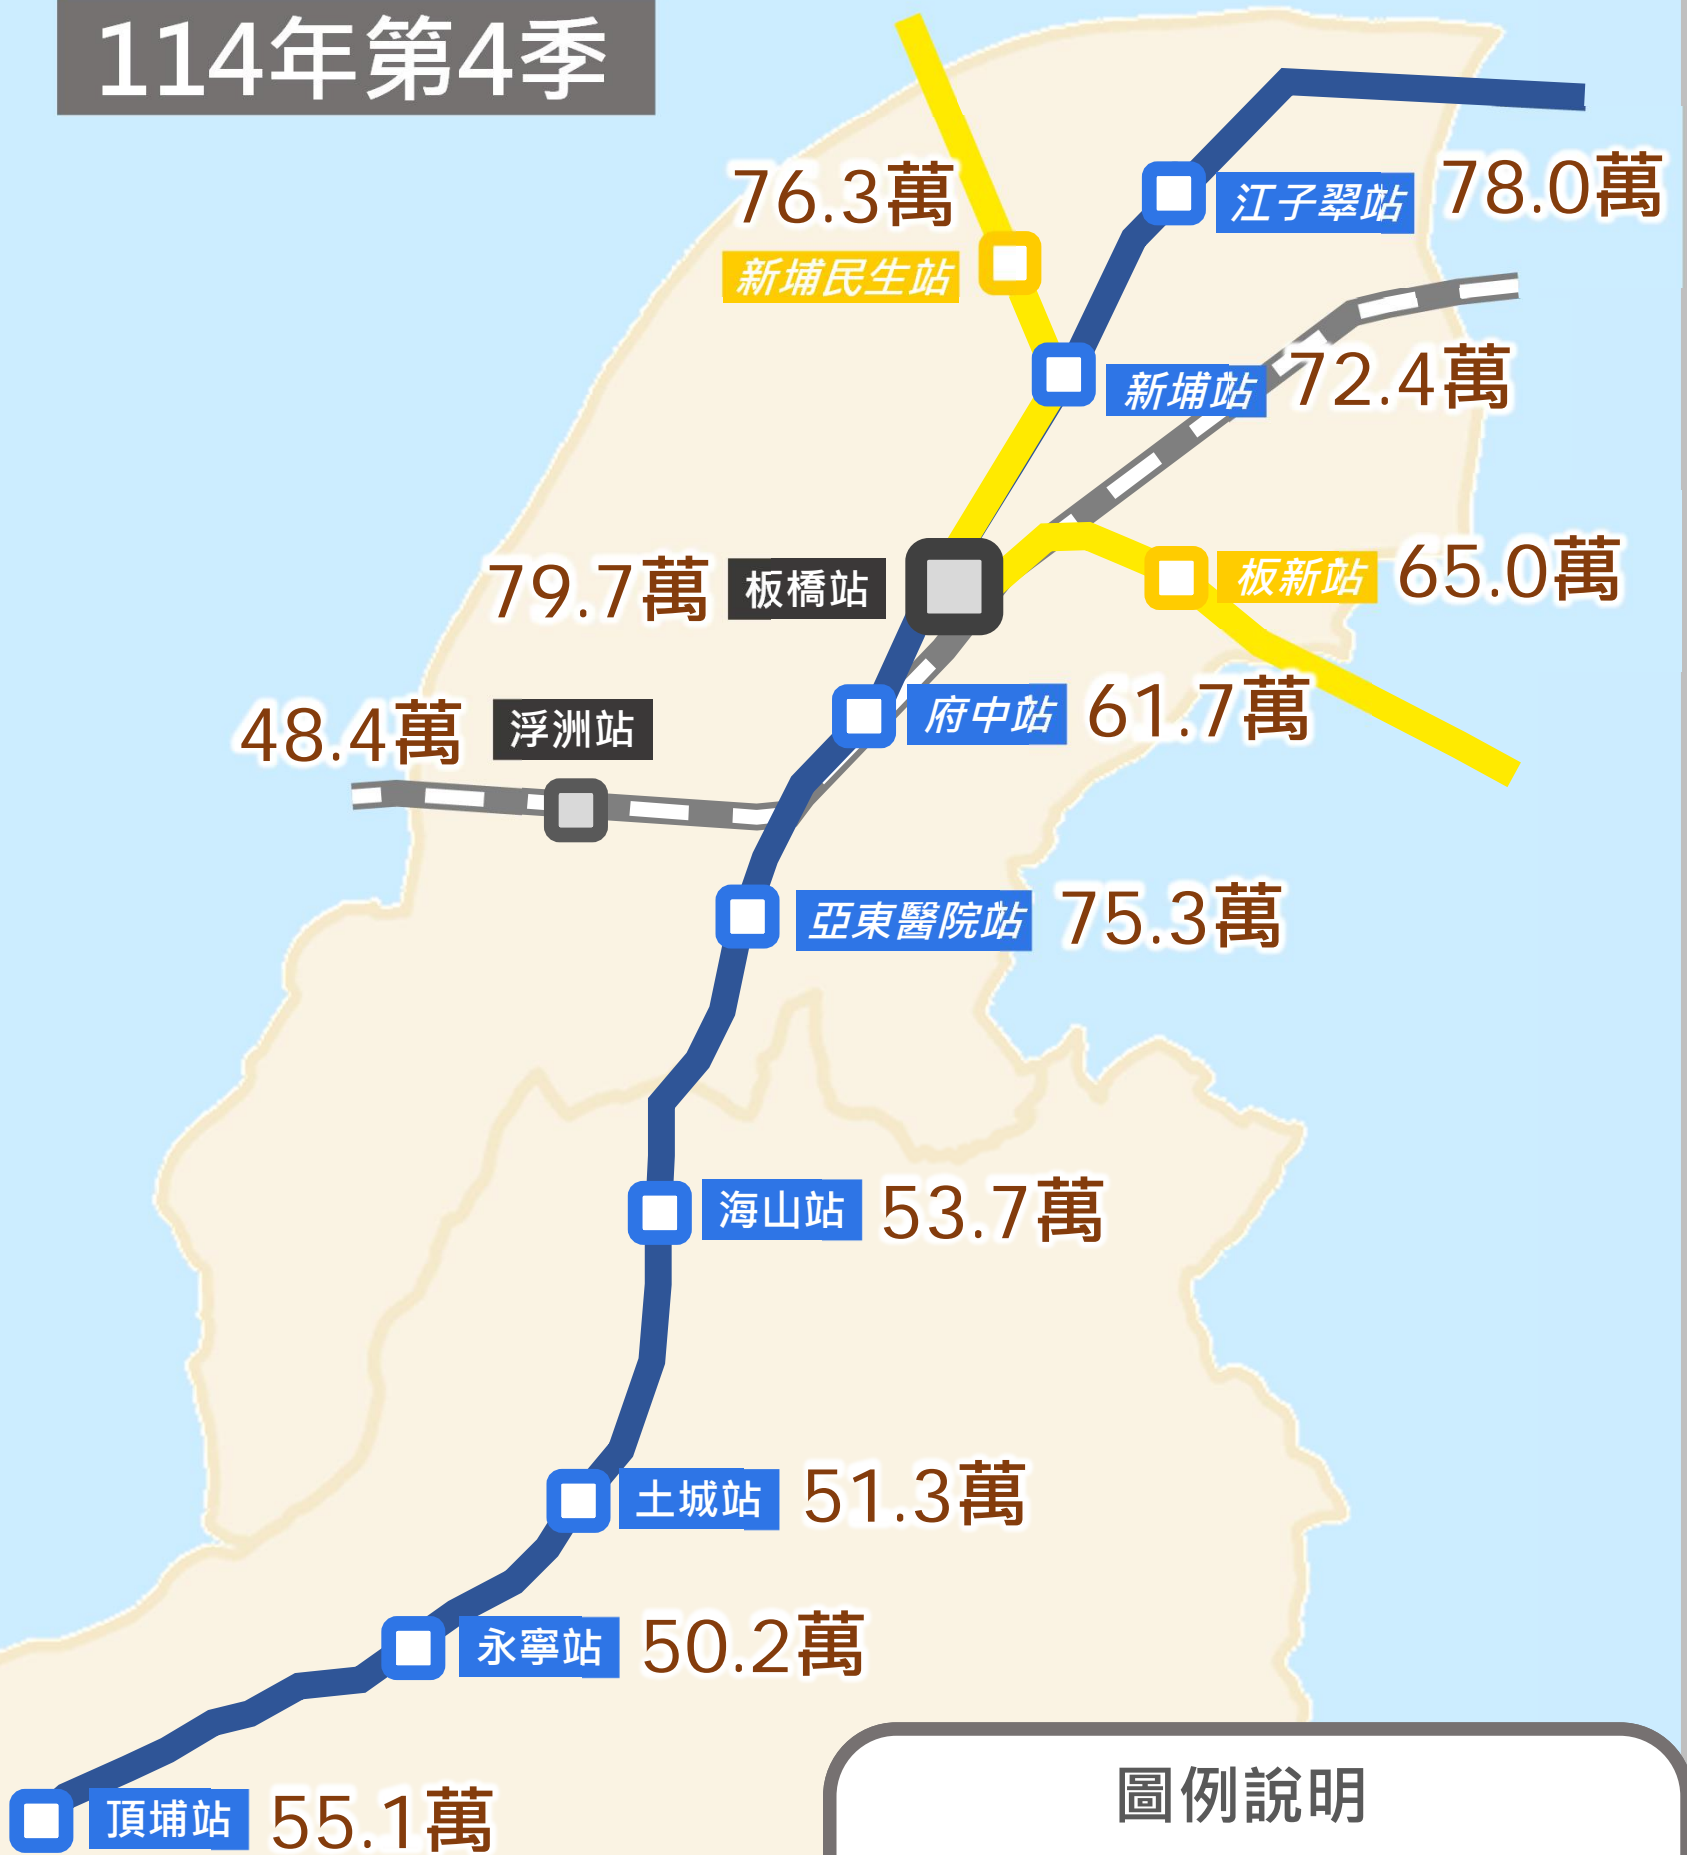 114年第4季
76.3萬
新埔民生站
江子翠站 78.0萬
新埔站 72.4萬
79.7萬 板橋站
板新站 65.0萬
48.4萬 浮洲站
府中站 61.7萬
亞東醫院站 75.3萬
海山站 53.7萬
土城站 51.3萬
永寧站 50.2萬
頂埔站 55.1萬
圖例說明